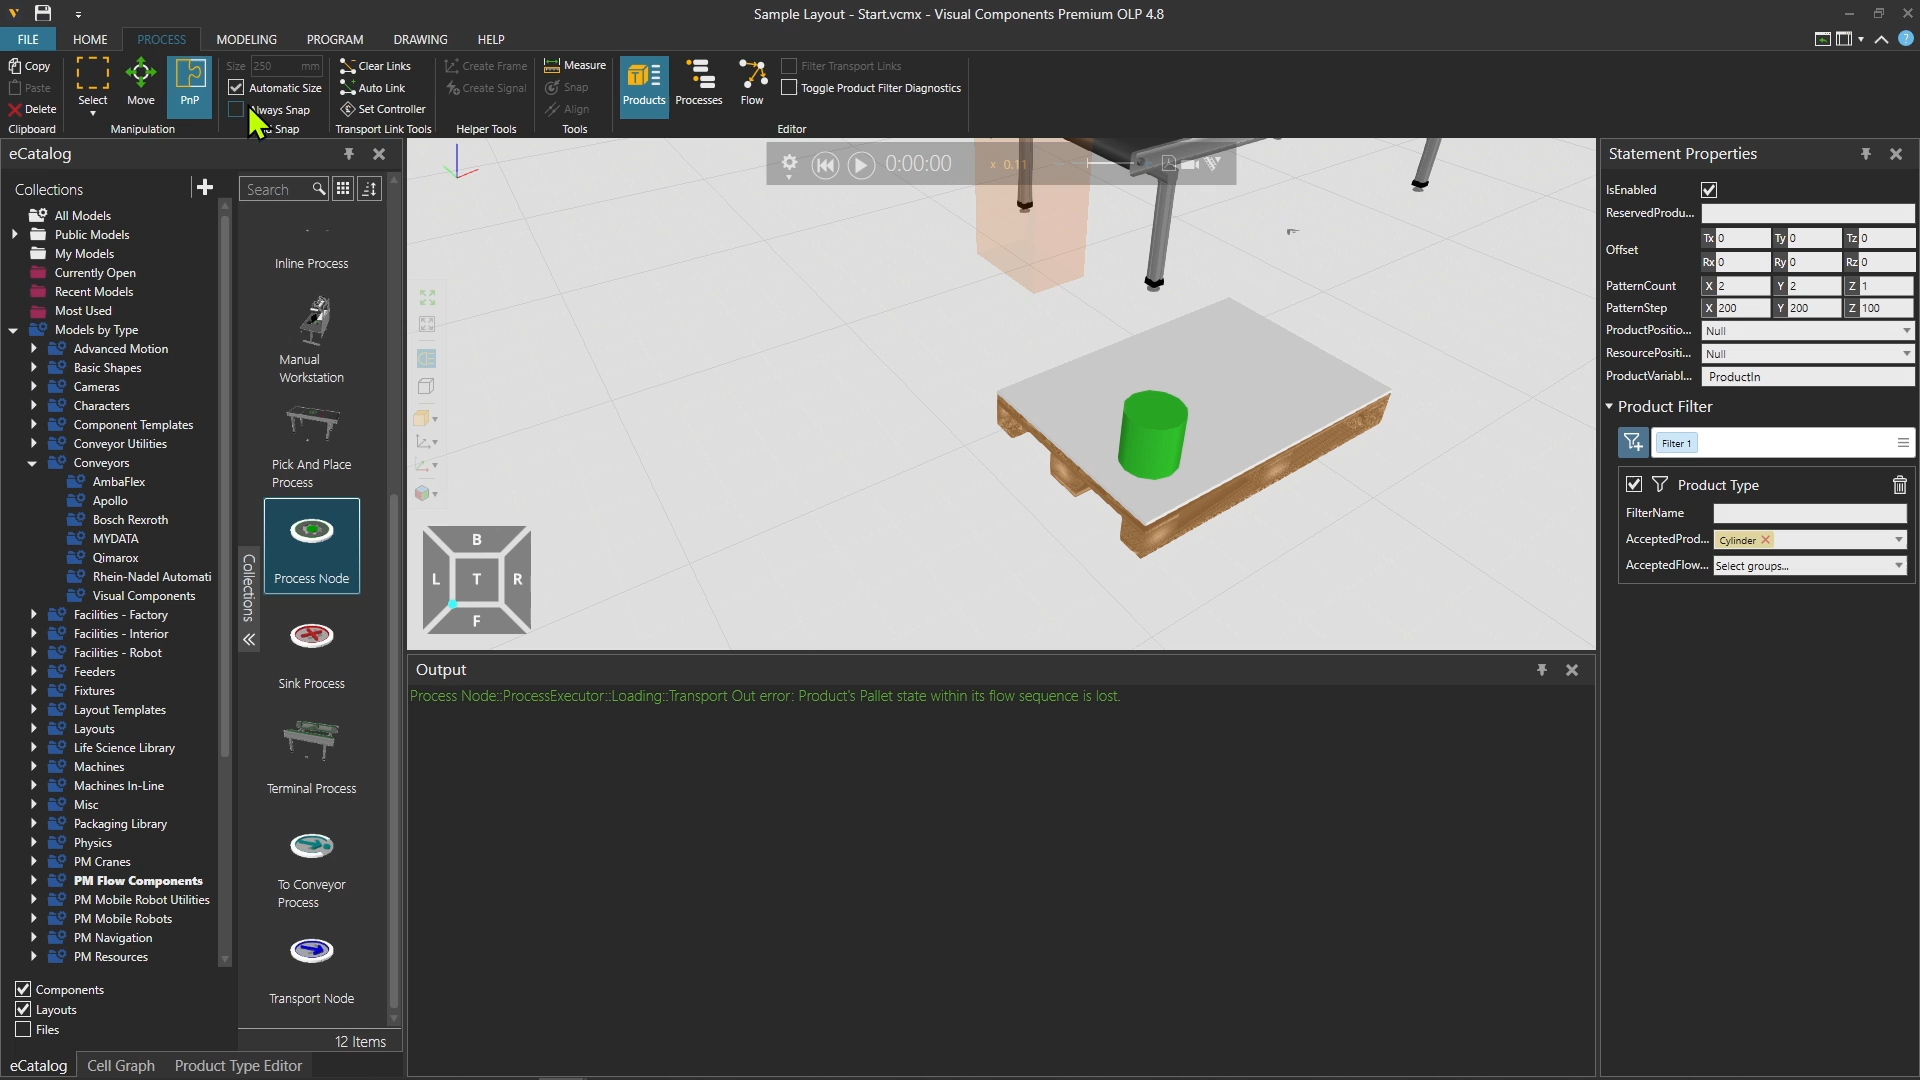 Sample Layout - Start.vcmx - Visual Components Premium OLP 4.8
FILE HOME PROCESS MODELING PROGRAM DRAWING HELP
Copy
Paste
Delete
Clipboard
Select
Move
PnP
Manipulation
Size 250 mm
Automatic Size
Always Snap
Snap
Clear Links
Auto Link
Set Controller
Transport Link Tools
Create Frame
Create Signal
Helper Tools
Measure
Snap
Align
Tools
Products
Processes
Flow
Filter Transport Links
Toggle Product Filter Diagnostics
Editor
eCatalog
Collections
All Models
Public Models
My Models
Currently Open
Recent Models
Most Used
Models by Type
Advanced Motion
Basic Shapes
Cameras
Characters
Component Templates
Conveyor Utilities
Conveyors
AmbaFlex
Apollo
Bosch Rexroth
MYDATA
Qimarox
Rhein-Nadel Automati
Visual Components
Facilities - Factory
Facilities - Interior
Facilities - Robot
Feeders
Fixtures
Layout Templates
Layouts
Life Science Library
Machines
Machines In-Line
Misc
Packaging Library
Physics
PM Cranes
PM Flow Components
PM Mobile Robot Utilities
PM Mobile Robots
PM Navigation
PM Resources
Components
Layouts
Files
Search
Collections
Inline Process
Manual
Workstation
Pick And Place
Process
Process Node
Sink Process
Terminal Process
To Conveyor
Process
Transport Node
12 Items
eCatalog Cell Graph Product Type Editor
0:00:00 x 0.11
B
L T R
F
Output
Process Node::ProcessExecutor::Loading::Transport Out error: Product's Pallet state within its flow sequence is lost.
Statement Properties
IsEnabled
ReservedProdu...
Offset
Tx 0 Ty 0 Tz 0
Rx 0 Ry 0 Rz 0
PatternCount X 2 Y 2 Z 1
PatternStep X 200 Y 200 Z 100
ProductPositio... Null
ResourcePositi... Null
ProductVariabl... ProductIn
Product Filter
Filter 1
Product Type
FilterName
AcceptedProd... Cylinder
AcceptedFlow... Select groups...